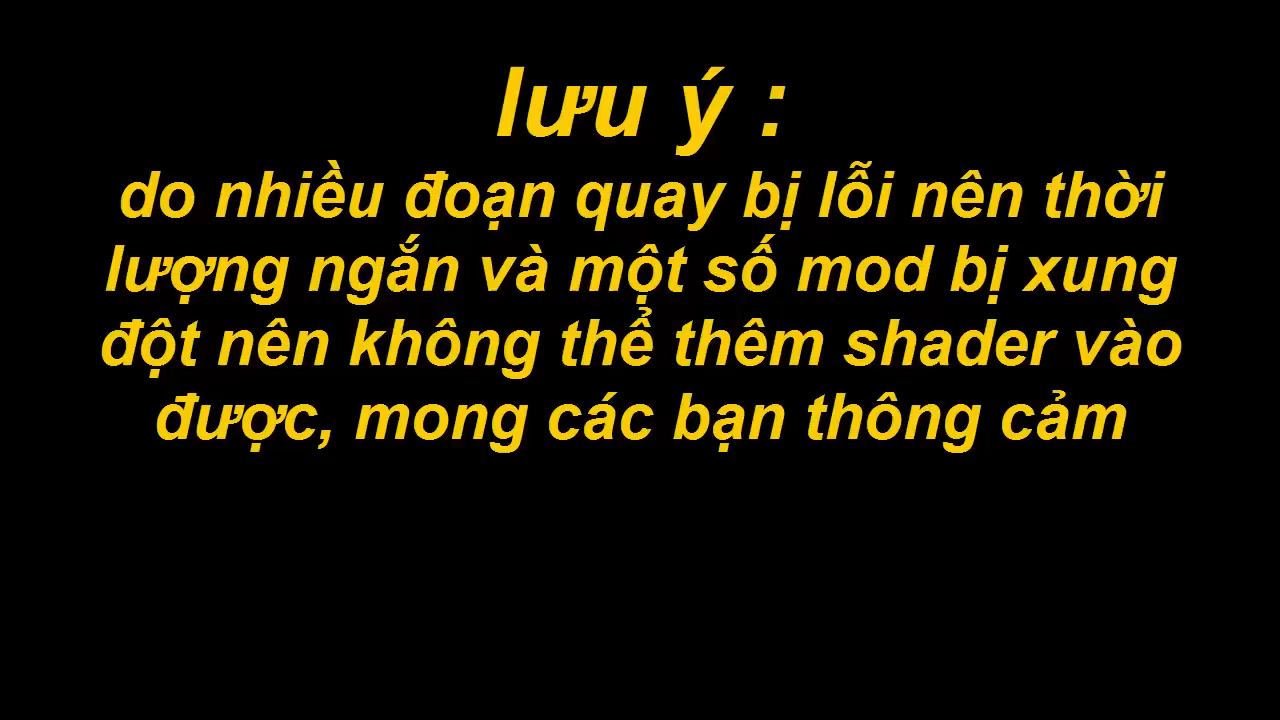 lưu ý :
do nhiều đoạn quay bị lỗi nên thời
lượng ngắn và một số mod bị xung
đột nên không thể thêm shader vào
được, mong các bạn thông cảm